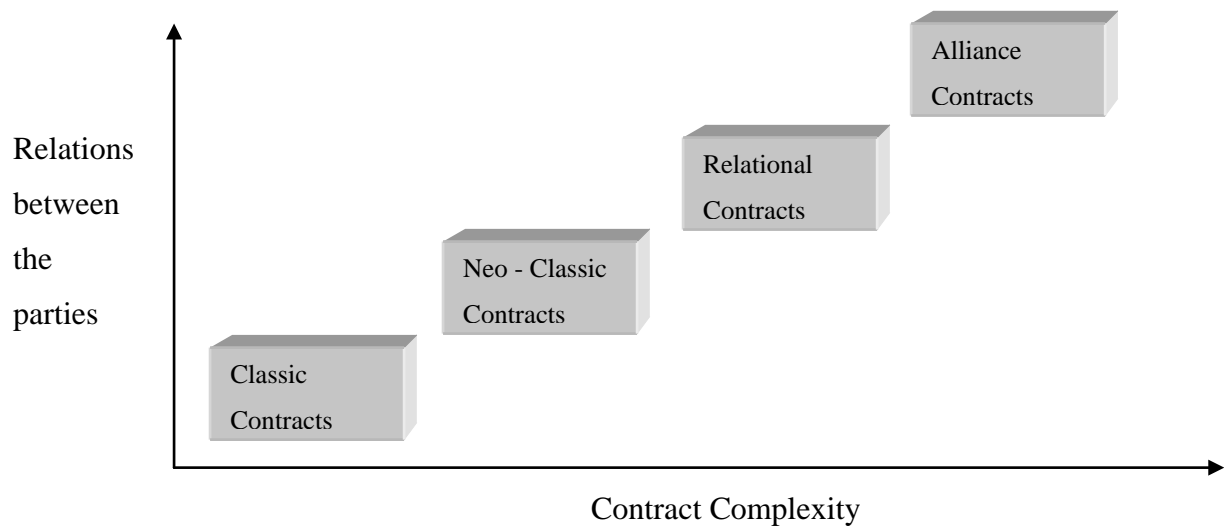 Alliance
Contracts
Relations
between
the
parties
Relational
Contracts
Neo - Classic
Contracts
Classic
Contracts
Contract Complexity